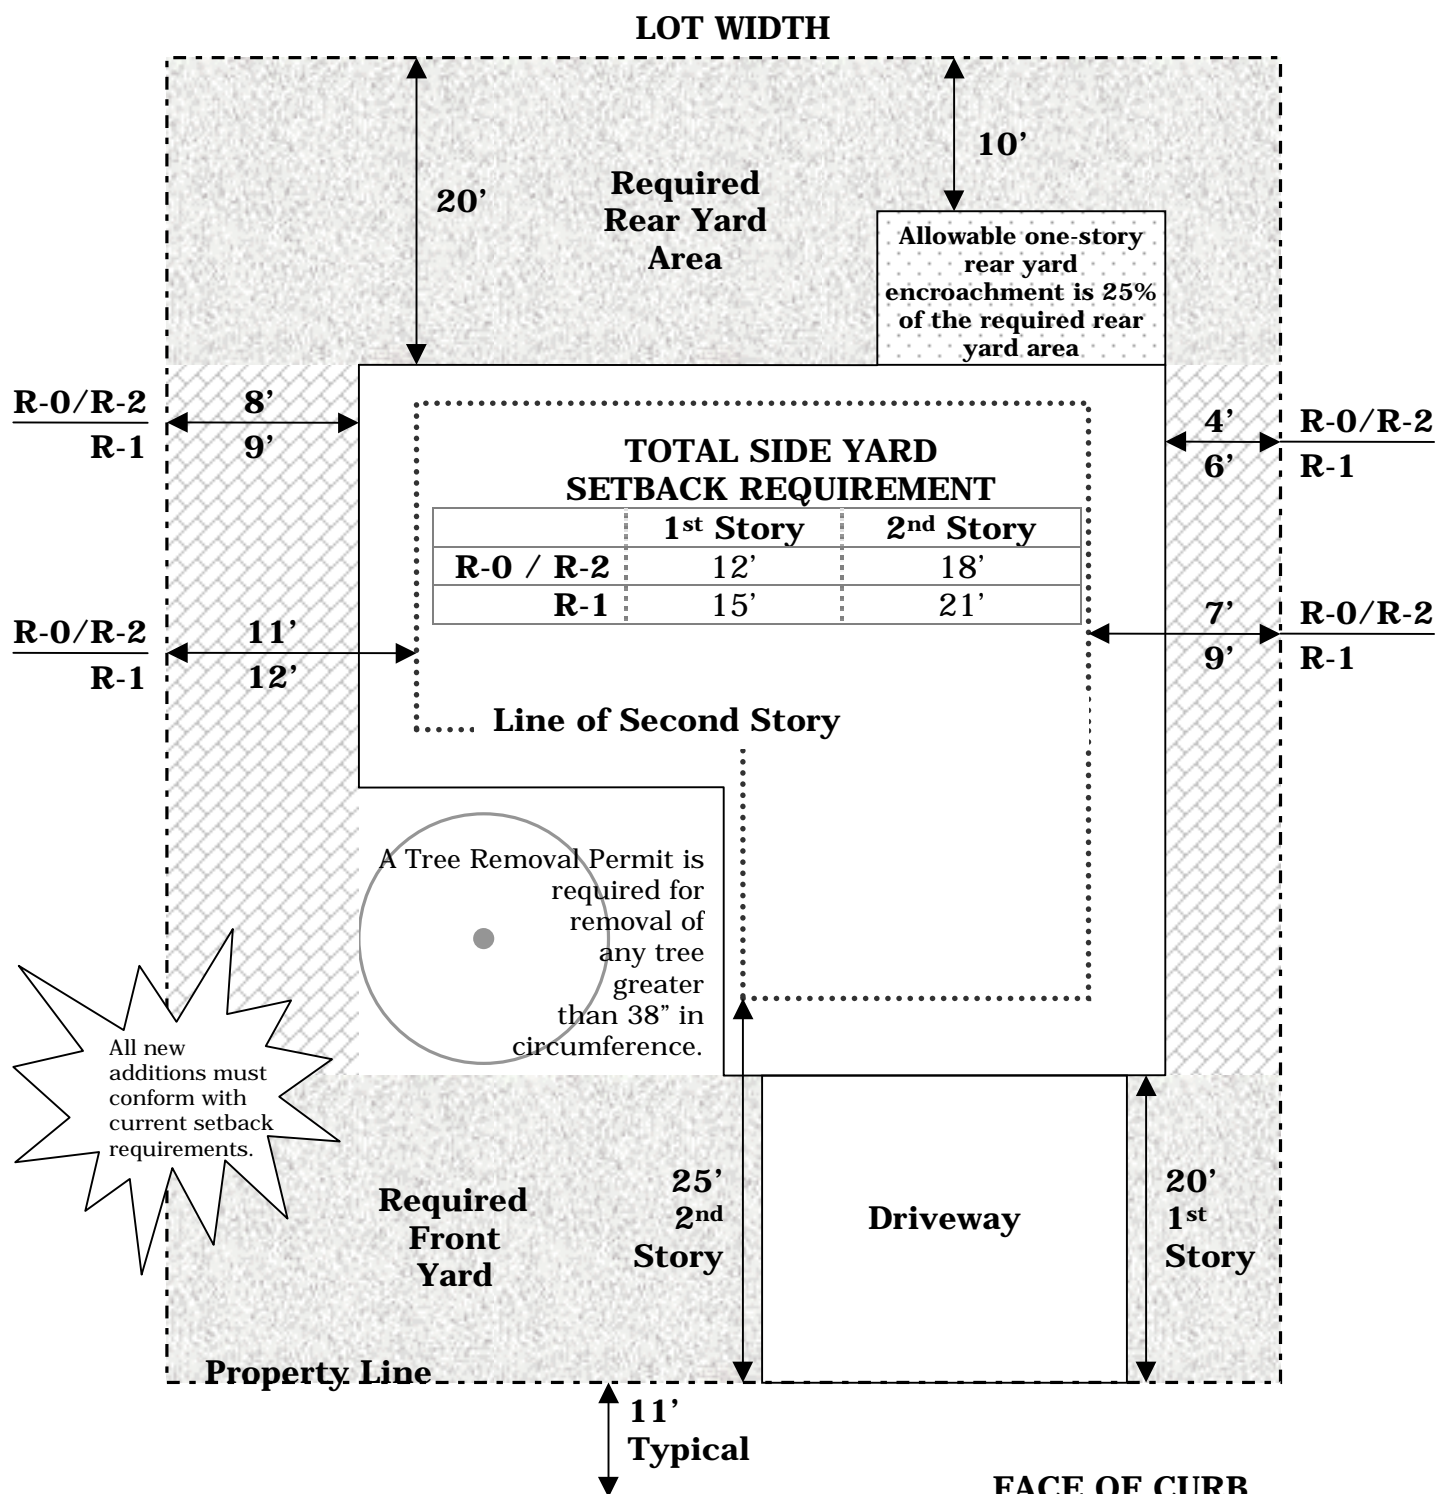 LOT WIDTH
10’
20’
Required
Rear Yard
Area
Allowable one-story
rear yard
encroachment is 25%
of the required rear
yard area
R-0/R-2
R-1
8’
9’
4’
6’
R-0/R-2
R-1
TOTAL SIDE YARD
SETBACK REQUIREMENT
1st Story 2nd Story
R-0 / R-2 12’ 18’
R-1 15’ 21’
R-0/R-2
R-1
11’
12’
7’
9’
R-0/R-2
R-1
Line of Second Story
A Tree Removal Permit is
required for
removal of
any tree
greater
than 38” in
circumference.
All new
additions must
conform with
current setback
requirements.
Required
Front
Yard
25’
2nd
Story
Driveway
20’
1st
Story
Property Line
11’
Typical
FACE OF CURB